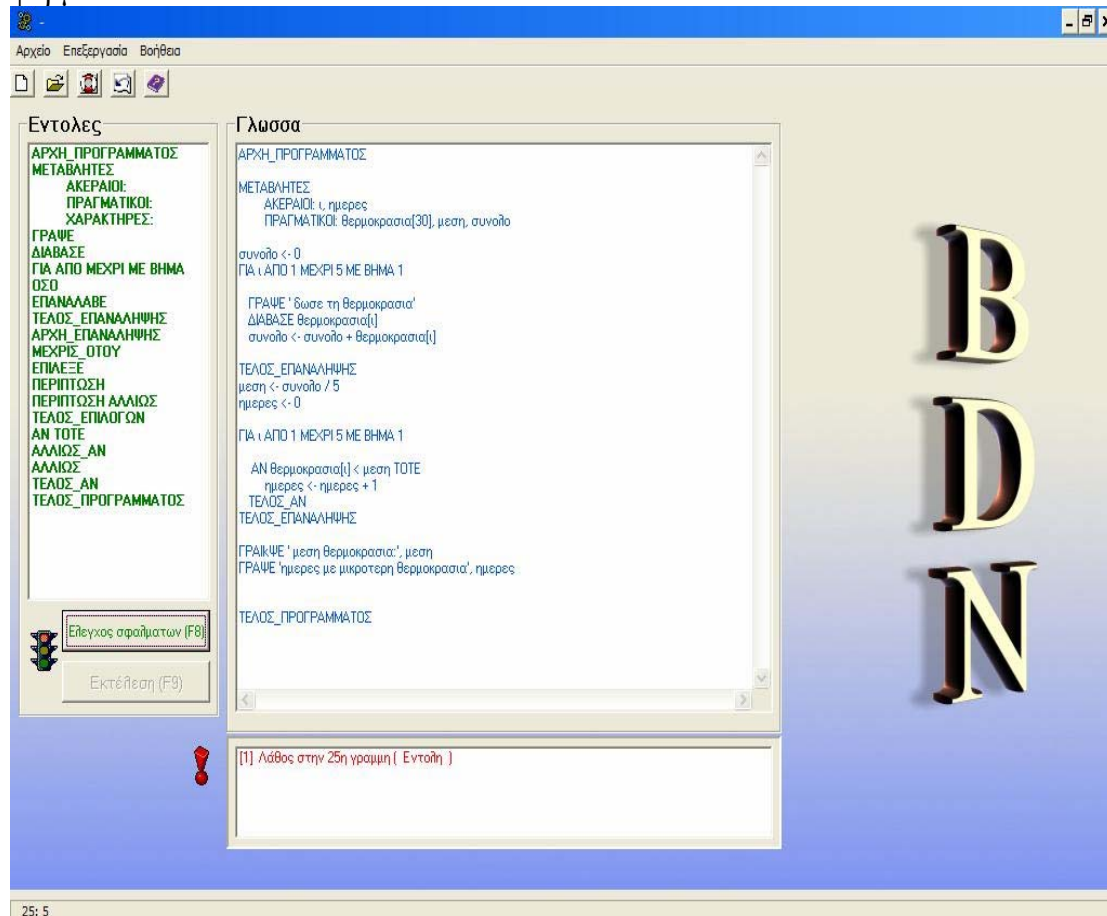 -
Αρχείο Επεξεργασία Βοήθεια
Εντολες
ΑΡΧΗ_ΠΡΟΓΡΑΜΜΑΤΟΣ
ΜΕΤΑΒΛΗΤΕΣ
ΑΚΕΡΑΙΟΙ:
ΠΡΑΓΜΑΤΙΚΟΙ:
ΧΑΡΑΚΤΗΡΕΣ:
ΓΡΑΨΕ
ΔΙΑΒΑΣΕ
ΓΙΑ ΑΠΟ ΜΕΧΡΙ ΜΕ ΒΗΜΑ
ΟΣΟ
ΕΠΑΝΑΛΑΒΕ
ΤΕΛΟΣ_ΕΠΑΝΑΛΗΨΗΣ
ΑΡΧΗ_ΕΠΑΝΑΛΗΨΗΣ
ΜΕΧΡΙΣ_ΟΤΟΥ
ΕΠΙΛΕΞΕ
ΠΕΡΙΠΤΩΣΗ
ΠΕΡΙΠΤΩΣΗ ΑΛΛΙΩΣ
ΤΕΛΟΣ_ΕΠΙΛΟΓΩΝ
ΑΝ ΤΟΤΕ
ΑΛΛΙΩΣ_ΑΝ
ΑΛΛΙΩΣ
ΤΕΛΟΣ_ΑΝ
ΤΕΛΟΣ_ΠΡΟΓΡΑΜΜΑΤΟΣ
Ελεγχος σφαλματων (F8)
Εκτέλεση (F9)
Γλωσσα
ΑΡΧΗ_ΠΡΟΓΡΑΜΜΑΤΟΣ
ΜΕΤΑΒΛΗΤΕΣ
ΑΚΕΡΑΙΟΙ: ι, ημερες
ΠΡΑΓΜΑΤΙΚΟΙ: θερμοκρασια[30], μεση, συνολο
συνολο <- 0
ΓΙΑ ι ΑΠΟ 1 ΜΕΧΡΙ 5 ΜΕ ΒΗΜΑ 1
ΓΡΑΨΕ ' δωσε τη θερμοκρασια'
ΔΙΑΒΑΣΕ θερμοκρασια[ι]
συνολο <- συνολο + θερμοκρασια[ι]
ΤΕΛΟΣ_ΕΠΑΝΑΛΗΨΗΣ
μεση <- συνολο / 5
ημερες <- 0
ΓΙΑ ι ΑΠΟ 1 ΜΕΧΡΙ 5 ΜΕ ΒΗΜΑ 1
ΑΝ θερμοκρασια[ι] < μεση ΤΟΤΕ
ημερες <- ημερες + 1
ΤΕΛΟΣ_ΑΝ
ΤΕΛΟΣ_ΕΠΑΝΑΛΗΨΗΣ
ΓΡΑΙkΨΕ ' μεση θερμοκρασια:', μεση
ΓΡΑΨΕ 'ημερες με μικροτερη θερμοκρασια', ημερες
ΤΕΛΟΣ_ΠΡΟΓΡΑΜΜΑΤΟΣ
[1] Λάθος στην 25η γραμμη ( Εντολη )
B
D
N
25: 5